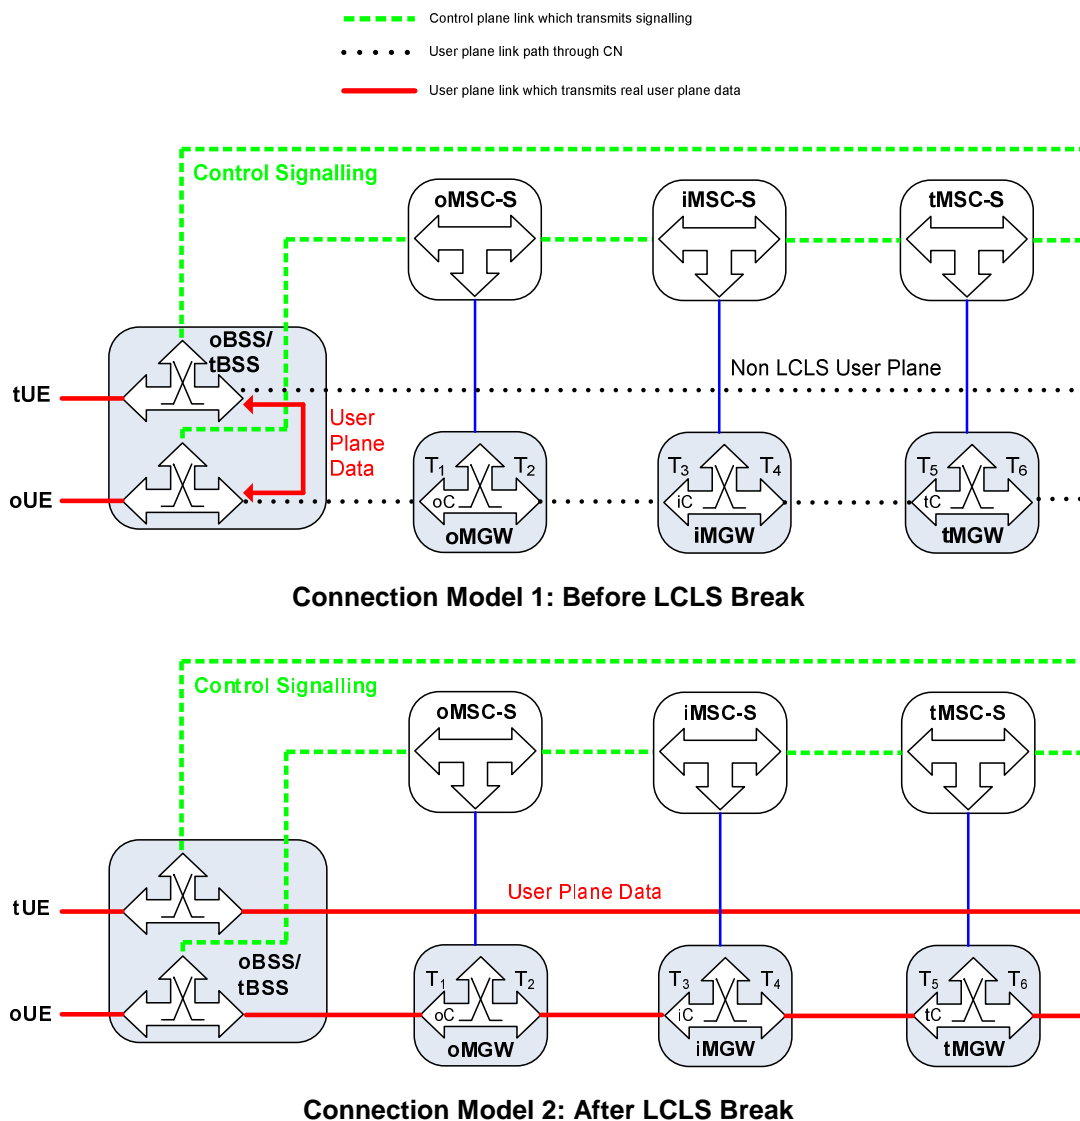 Control plane link which transmits signalling
User plane link path through CN
User plane link which transmits real user plane data
Control Signalling
oMSC-S
iMSC-S
tMSC-S
oBSS/
tBSS
Non LCLS User Plane
tUE
User
Plane
Data
T1
T2
T3
T4
T5
T6
oUE
oC
iC
tC
oMGW
iMGW
tMGW
Connection Model 1: Before LCLS Break
Control Signalling
oMSC-S
iMSC-S
tMSC-S
User Plane Data
tUE
oBSS/
tBSS
T1
T2
T3
T4
T5
T6
oUE
oC
iC
tC
oMGW
iMGW
tMGW
Connection Model 2: After LCLS Break